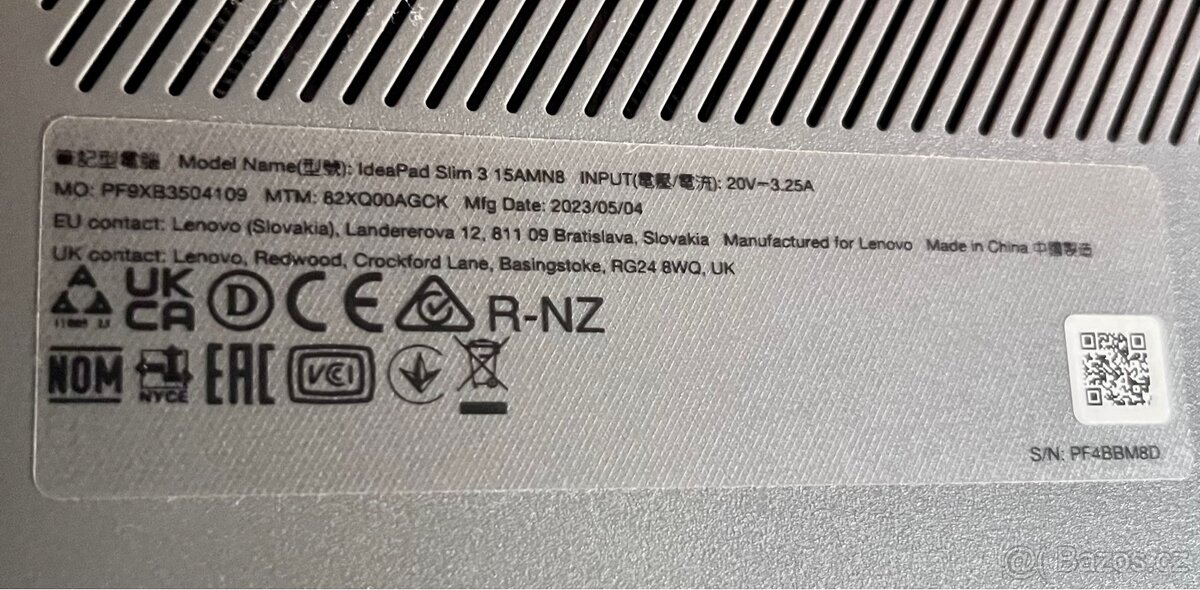 筆記型電腦 Model Name(型號): IdeaPad Slim 3 15AMN8 INPUT(電壓/電流): 20V⎓3.25A
MO: PF9XB3504109 MTM: 82XQ00AGCK Mfg Date: 2023/05/04
EU contact: Lenovo (Slovakia), Landererova 12, 811 09 Bratislava, Slovakia Manufactured for Lenovo Made in China 中國製造
UK contact: Lenovo, Redwood, Crockford Lane, Basingstoke, RG24 8WQ, UK
UK CA D CE R-NZ
NOM NYCE EAC VCI
S/N: PF4BBM8D
@ Bazos.cz